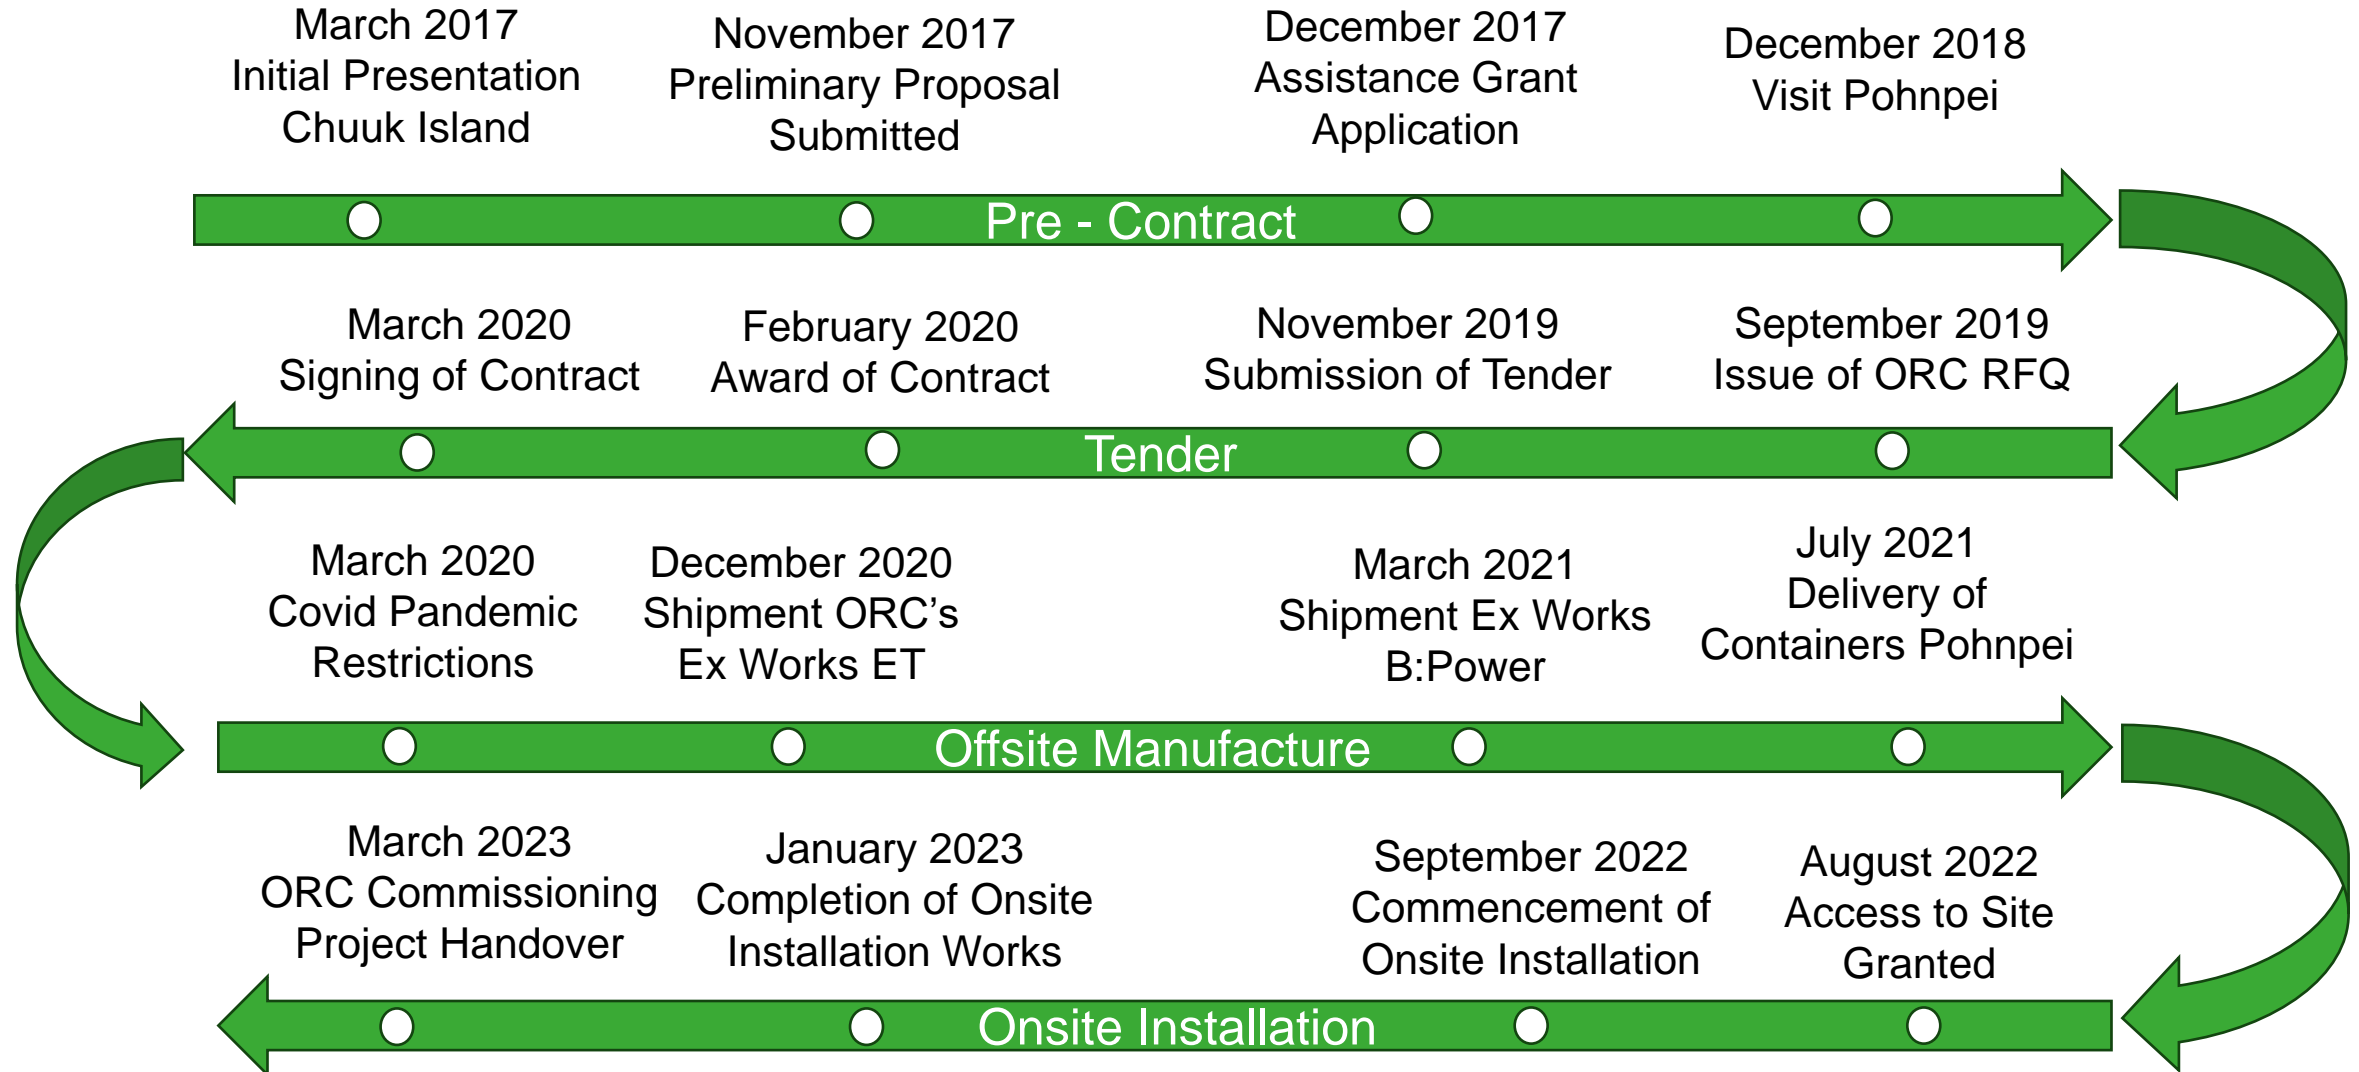 March 2017
Initial Presentation
Chuuk Island
November 2017
Preliminary Proposal
Submitted
December 2017
Assistance Grant
Application
December 2018
Visit Pohnpei
Pre - Contract
March 2020
Signing of Contract
February 2020
Award of Contract
November 2019
Submission of Tender
September 2019
Issue of ORC RFQ
Tender
March 2020
Covid Pandemic
Restrictions
December 2020
Shipment ORC's
Ex Works ET
March 2021
Shipment Ex Works
B:Power
July 2021
Delivery of
Containers Pohnpei
Offsite Manufacture
March 2023
ORC Commissioning
Project Handover
January 2023
Completion of Onsite
Installation Works
September 2022
Commencement of
Onsite Installation
August 2022
Access to Site
Granted
Onsite Installation